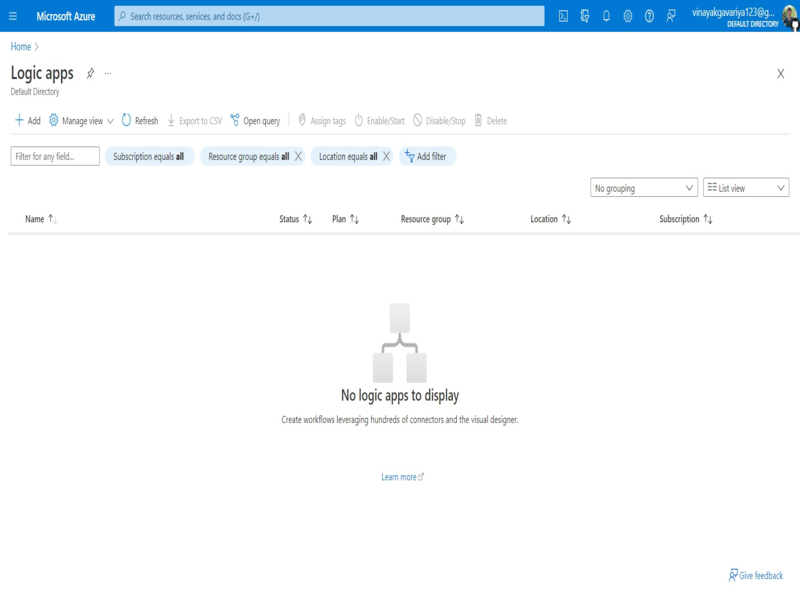 Microsoft Azure Search resources, services, and docs (G+/) vinayakgavariya123@g...
DEFAULT DIRECTORY
Home
Logic apps ...
Default Directory
Add Manage view Refresh Export to CSV Open query Assign tags Enable/Start Disable/Stop Delete
Filter for any field... Subscription equals all Resource group equals all Location equals all Add filter
No grouping List view
Name Status Plan Resource group Location Subscription
No logic apps to display
Create workflows leveraging hundreds of connectors and the visual designer.
Learn more
Give feedback